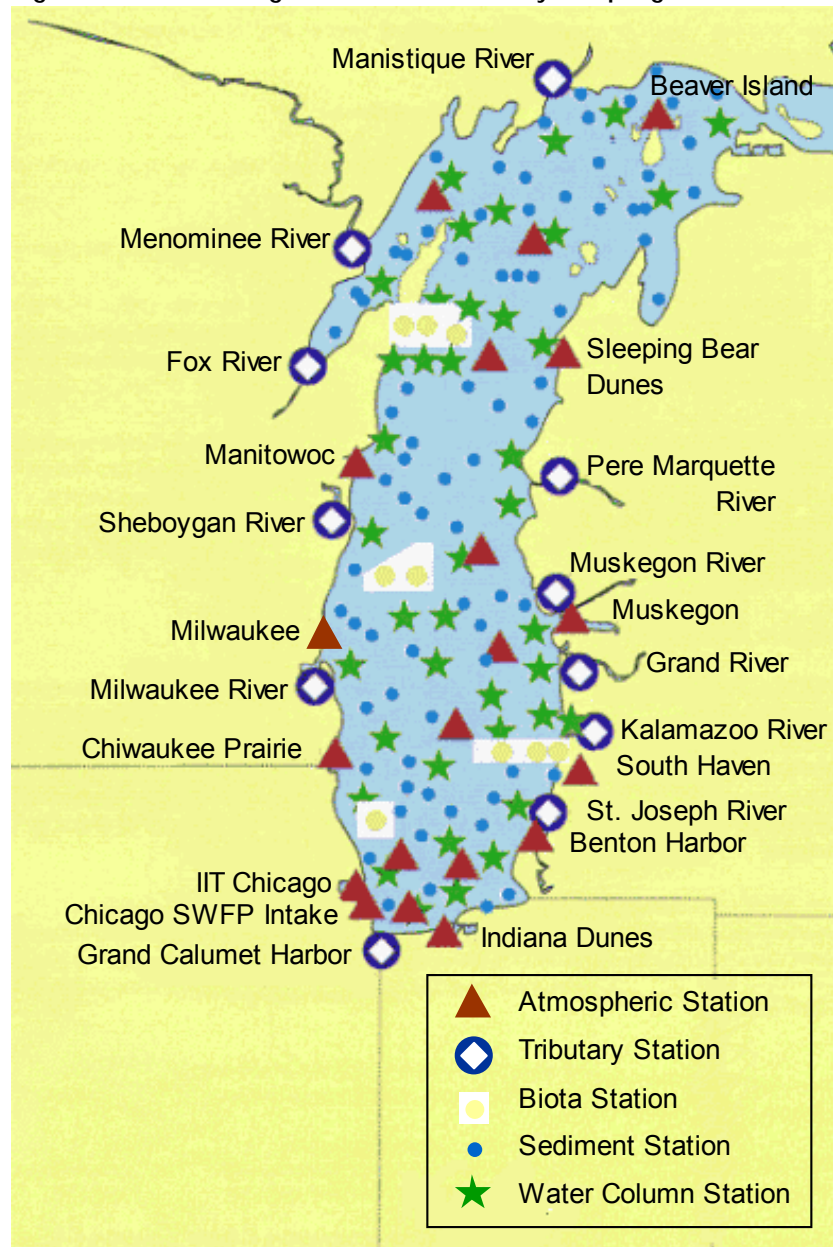 Manistique River
Beaver Island
Menominee River
Fox River
Sleeping Bear
Dunes
Manitowoc
Pere Marquette
River
Sheboygan River
Muskegon River
Muskegon
Milwaukee
Grand River
Milwaukee River
Kalamazoo River
Chiwaukee Prairie
South Haven
St. Joseph River
Benton Harbor
IIT Chicago
Chicago SWFP Intake
Indiana Dunes
Grand Calumet Harbor
Atmospheric Station
Tributary Station
Biota Station
Sediment Station
Water Column Station